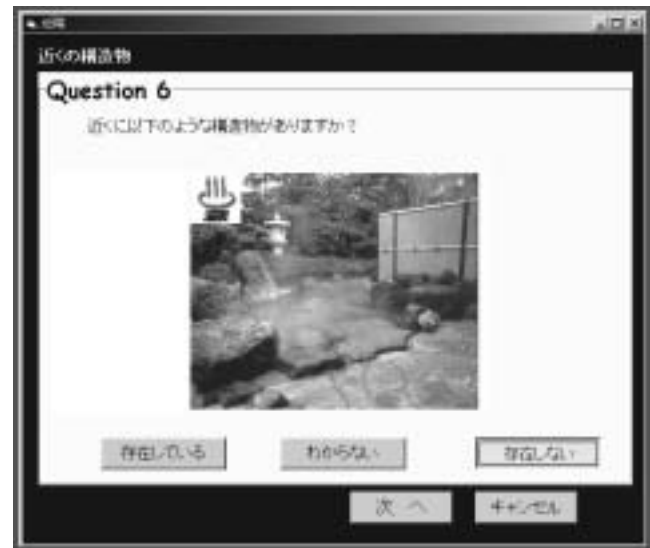 近くの構造物
Question 6
近くに以下のような構造物がありますか?
存在している
わからない
存在しない
次 へ
キャンセル